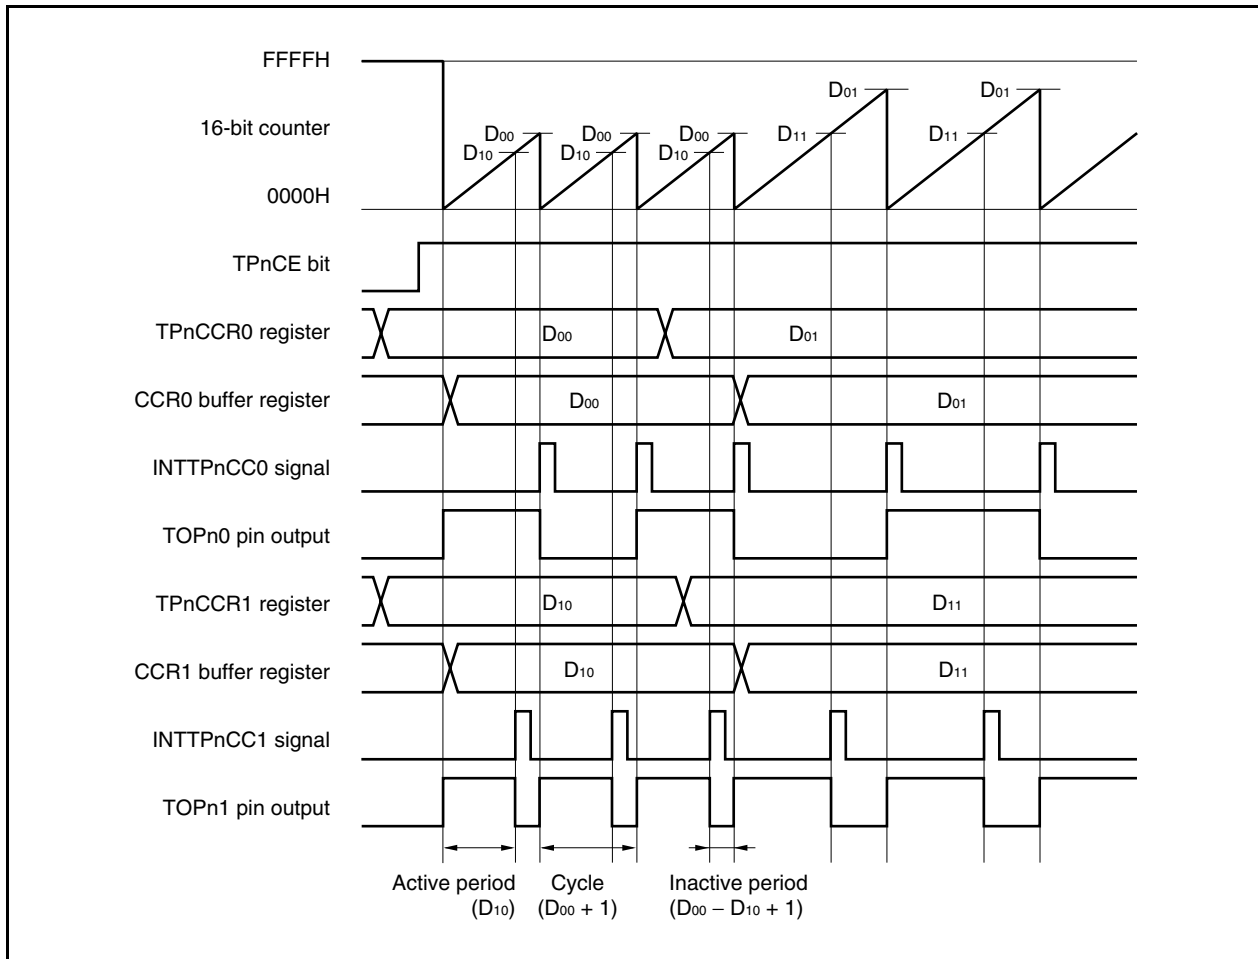 FFFFH
16-bit counter
0000H
D01
D01
D00
D00
D00
D11
D11
D10
D10
D10
TPnCE bit
TPnCCR0 register
D00
D01
CCR0 buffer register
D00
D01
INTTPnCC0 signal
TOPn0 pin output
TPnCCR1 register
D10
D11
CCR1 buffer register
D10
D11
INTTPnCC1 signal
TOPn1 pin output
Active period
(D10)
Cycle
(D00 + 1)
Inactive period
(D00 − D10 + 1)